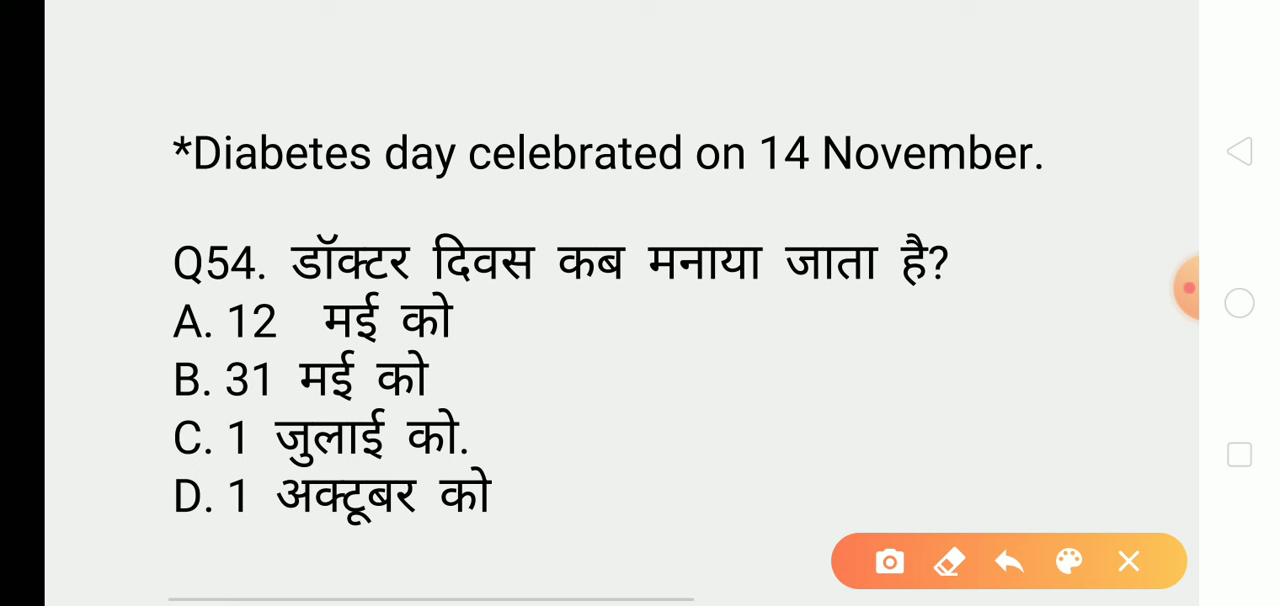 *Diabetes day celebrated on 14 November.
Q54. डॉक्टर दिवस कब मनाया जाता है?
A. 12 मई को
B. 31 मई को
C. 1 जुलाई को.
D. 1 अक्टूबर को